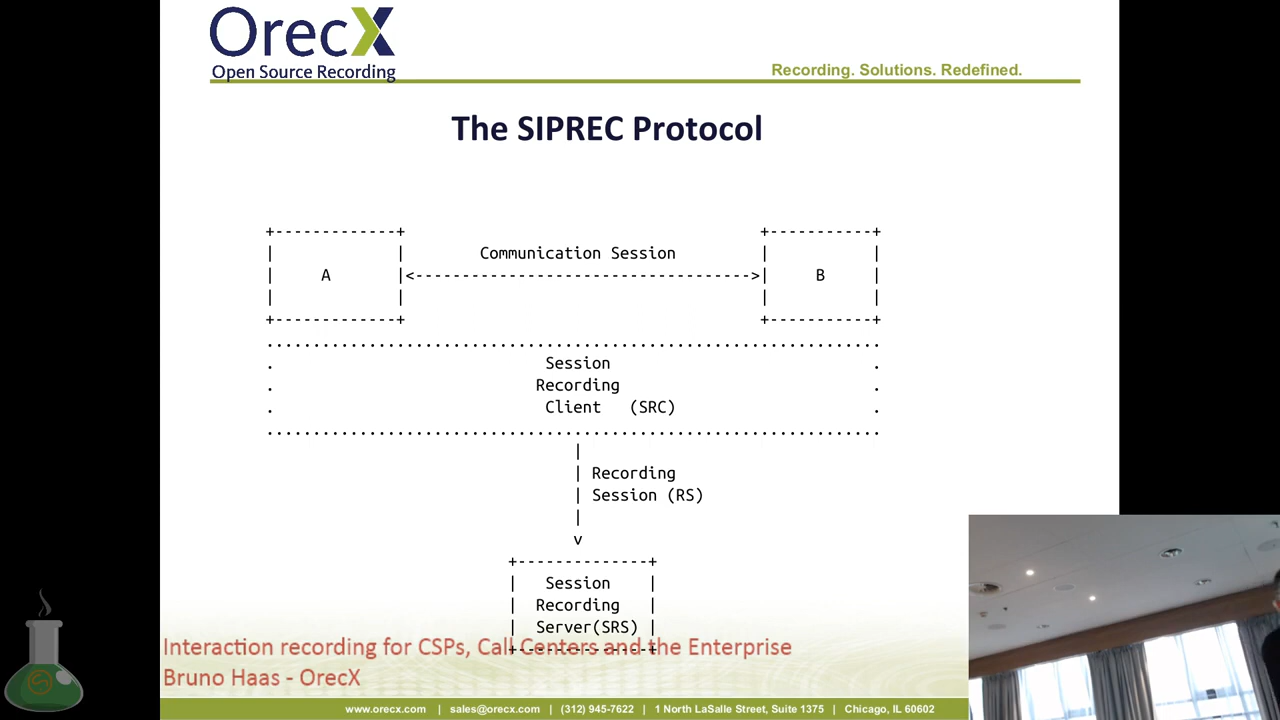 OrecX
Open Source Recording
Recording. Solutions. Redefined.
The SIPREC Protocol
Communication Session
A
B
Session
Recording
Client (SRC)
Recording
Session (RS)
Session
Recording
Server(SRS)
Interaction recording for CSPs, Call Centers and the Enterprise
Bruno Haas - OrecX
www.orecx.com | sales@orecx.com | (312) 945-7622 | 1 North LaSalle Street, Suite 1375 | Chicago, IL 60602